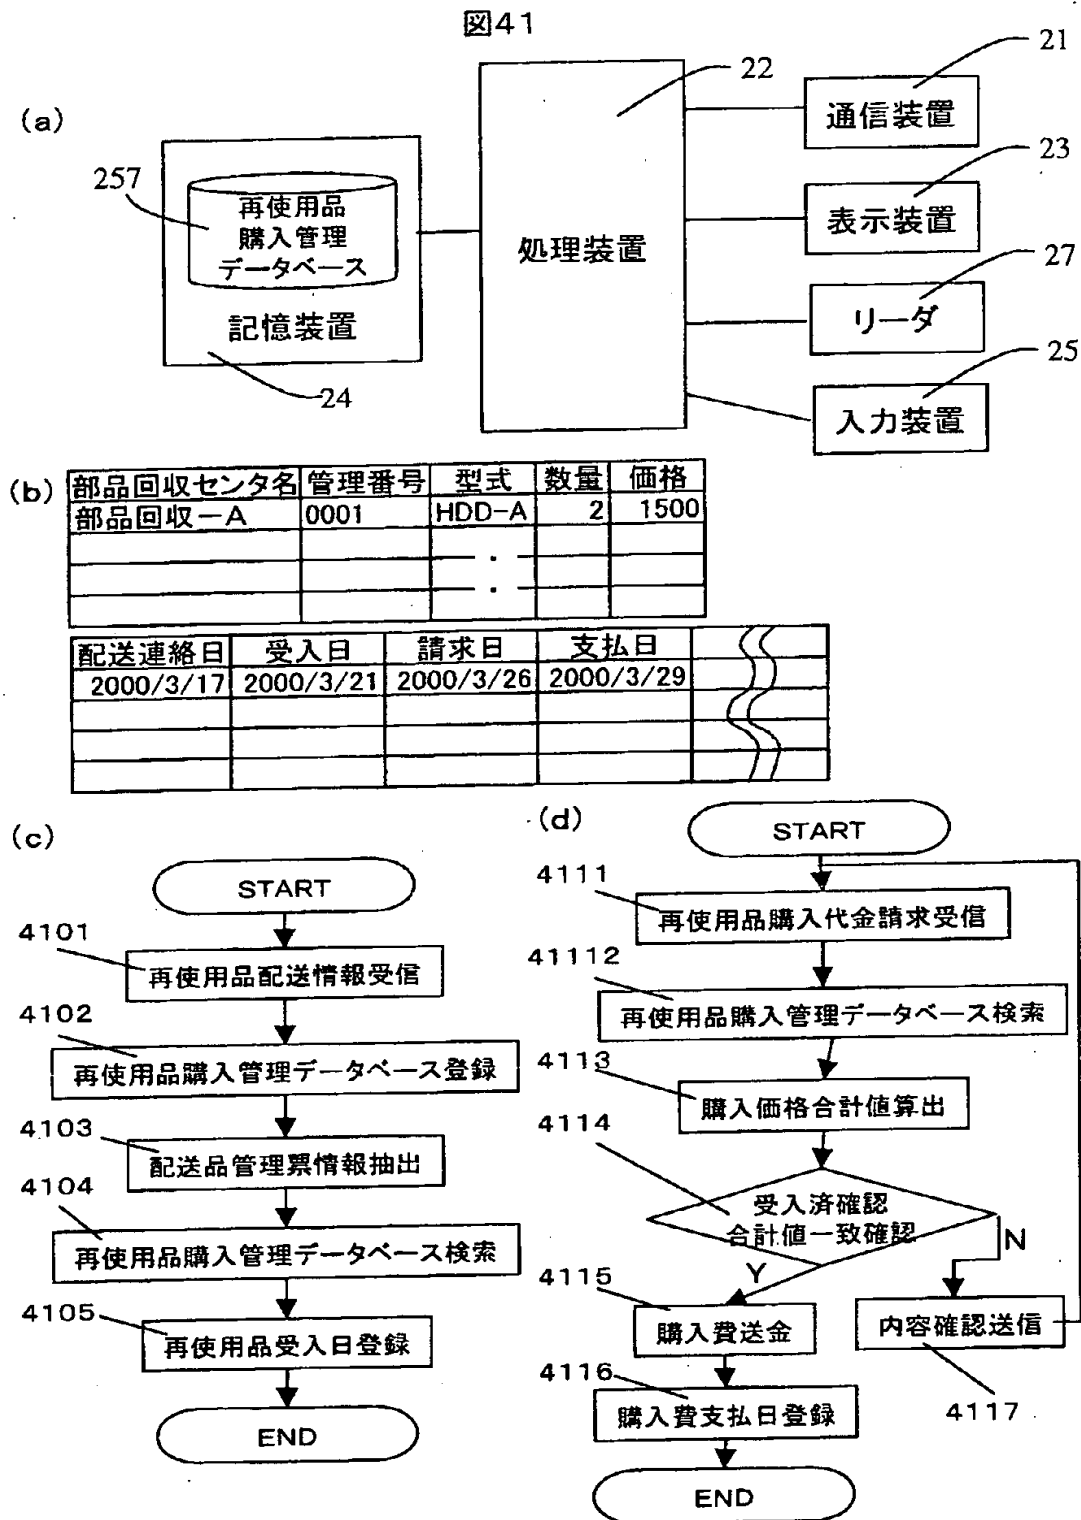 図41
(a)
257
再使用品
購入管理
データベース
記憶装置
24
処理装置
22
通信装置
21
表示装置
23
リーダ
27
入力装置
25
(b)
部品回収センタ名 管理番号 型式 数量 価格
部品回収－A 0001 HDD-A 2 1500
配送連絡日 受入日 請求日 支払日
2000/3/17 2000/3/21 2000/3/26 2000/3/29
(c)
START
4101
再使用品配送情報受信
4102
再使用品購入管理データベース登録
4103
配送品管理票情報抽出
4104
再使用品購入管理データベース検索
4105
再使用品受入日登録
END
(d)
START
4111
再使用品購入代金請求受信
41112
再使用品購入管理データベース検索
4113
購入価格合計値算出
4114
受入済確認
合計値一致確認
N
Y
4115
購入費送金
内容確認送信
4117
4116
購入費支払日登録
END